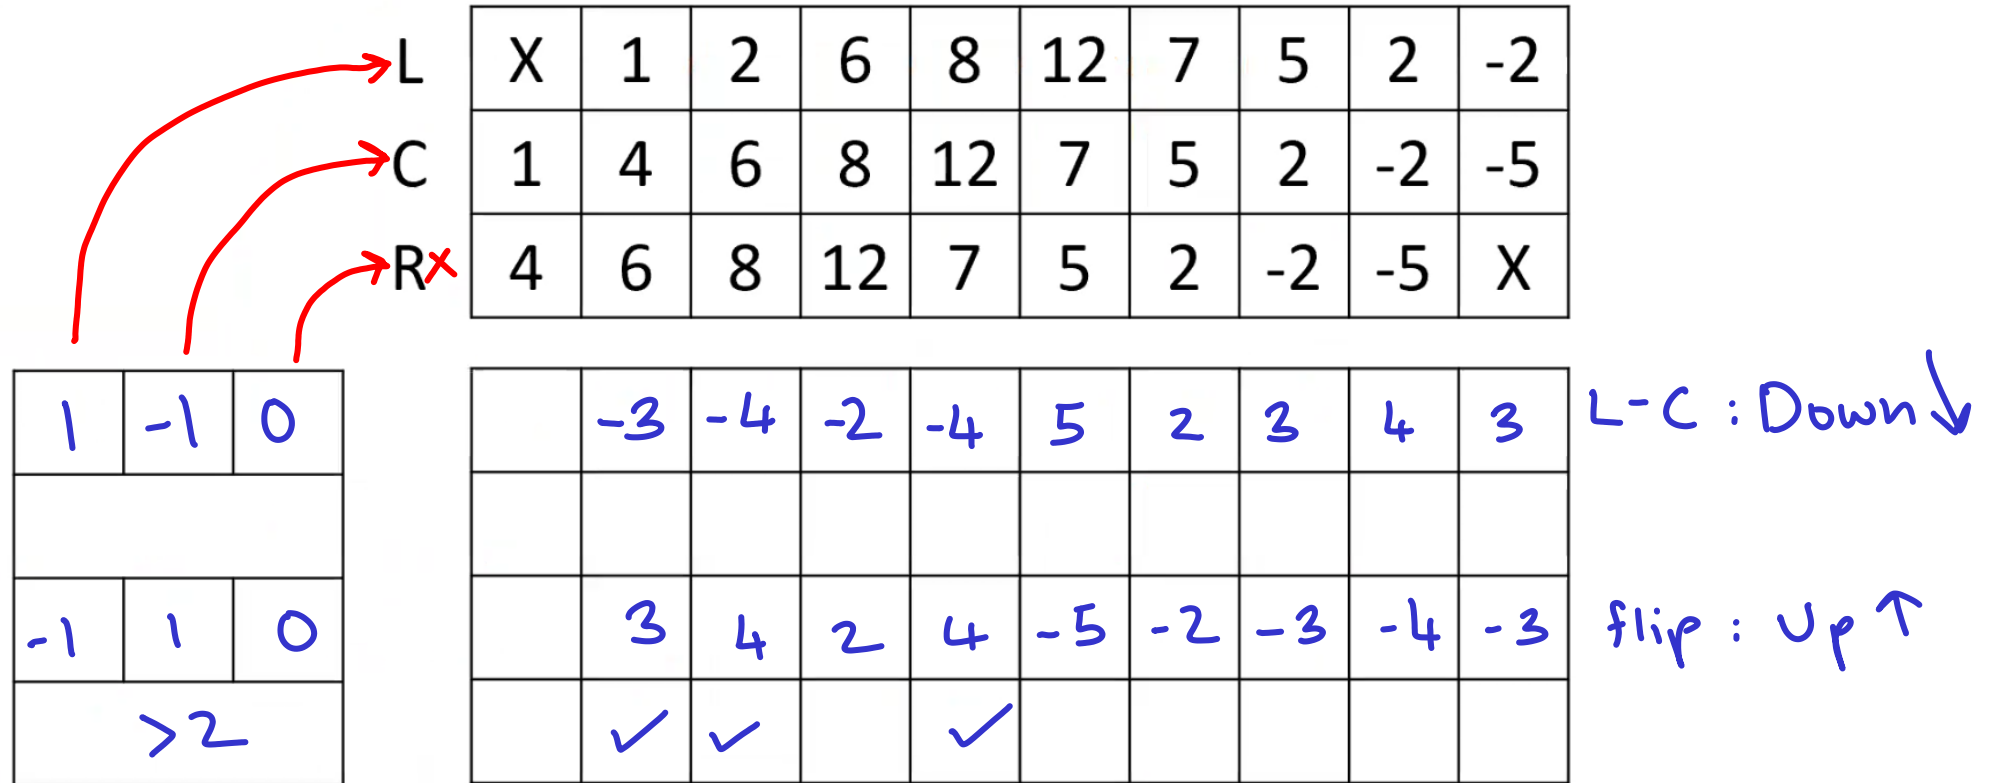 L X 1 2 6 8 12 7 5 2 -2
C 1 4 6 8 12 7 5 2 -2 -5
R× 4 6 8 12 7 5 2 -2 -5 X
1 -1 0 -3 -4 -2 -4 5 2 3 4 3 L-C : Down ↓
-1 1 0 3 4 2 4 -5 -2 -3 -4 -3 flip : Up ↑
>2 ✓ ✓ ✓